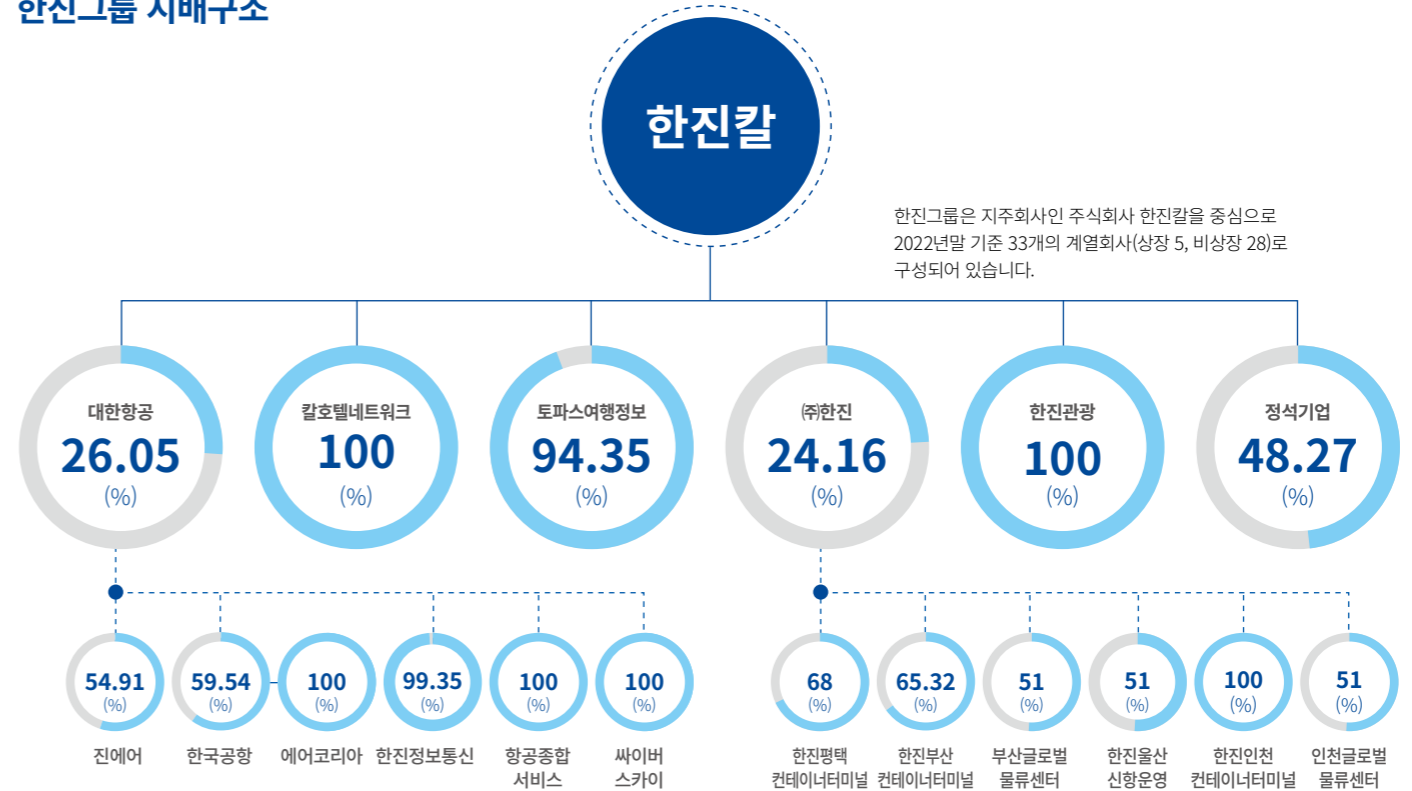 한진그룹 지배구조
한진칼
한진그룹은 지주회사인 주식회사 한진칼을 중심으로
2022년말 기준 33개의 계열회사(상장 5, 비상장 28)로
구성되어 있습니다.
대한항공
26.05
(%)
칼호텔네트워크
100
(%)
토파스여행정보
94.35
(%)
㈜한진
24.16
(%)
한진관광
100
(%)
정석기업
48.27
(%)
54.91
(%)
진에어
59.54
(%)
한국공항
100
(%)
에어코리아
99.35
(%)
한진정보통신
100
(%)
항공종합
서비스
100
(%)
싸이버
스카이
68
(%)
한진평택
컨테이너터미널
65.32
(%)
한진부산
컨테이너터미널
51
(%)
부산글로벌
물류센터
51
(%)
한진울산
신항운영
100
(%)
한진인천
컨테이너터미널
51
(%)
인천글로벌
물류센터